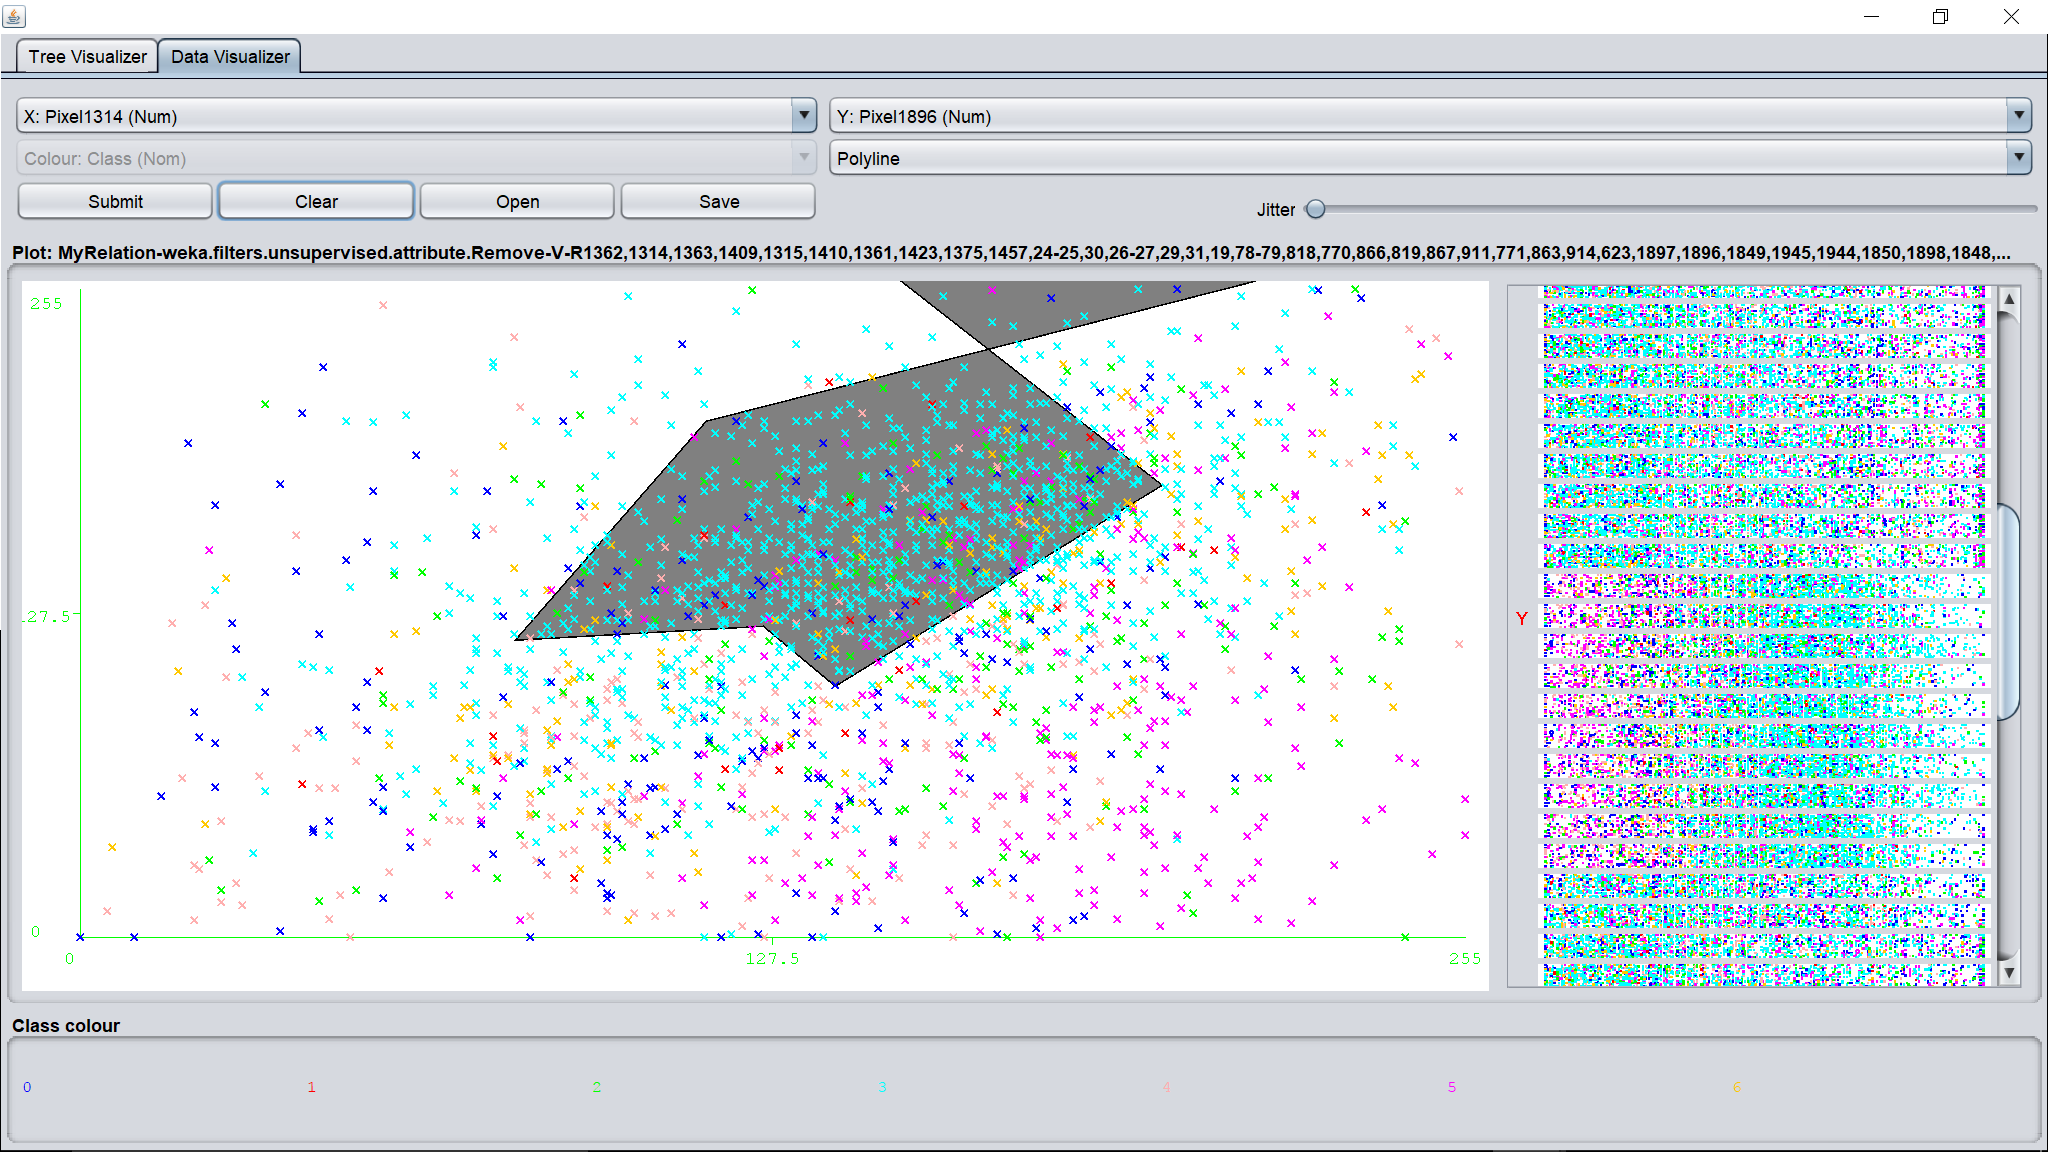 Tree Visualizer Data Visualizer
X: Pixel1314 (Num) Y: Pixel1896 (Num)
Colour: Class (Nom) Polyline
Submit Clear Open Save Jitter
Plot: MyRelation-weka.filters.unsupervised.attribute.Remove-V-R1362,1314,1363,1409,1315,1410,1361,1423,1375,1457,24-25,30,26-27,29,31,19,78-79,818,770,866,819,867,911,771,863,914,623,1897,1896,1849,1945,1944,1850,1898,1848,...
255
27.5
Y
0
0 127.5 255
Class colour
0 1 2 3 4 5 6